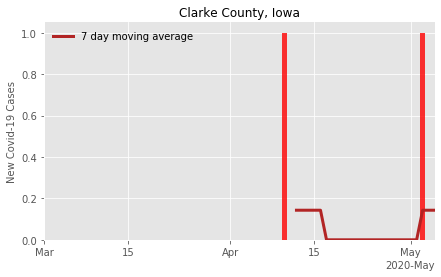 Clarke County, Iowa
7 day moving average
New Covid-19 Cases
1.0
0.8
0.6
0.4
0.2
0.0
Mar
15
Apr
15
May
2020-May